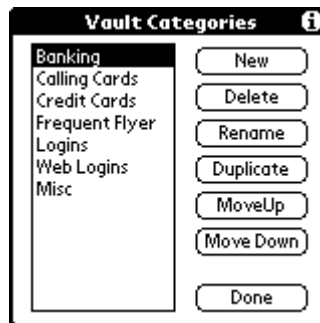 Vault Categories i
Banking
Calling Cards
Credit Cards
Frequent Flyer
Logins
Web Logins
Misc
New
Delete
Rename
Duplicate
MoveUp
Move Down
Done